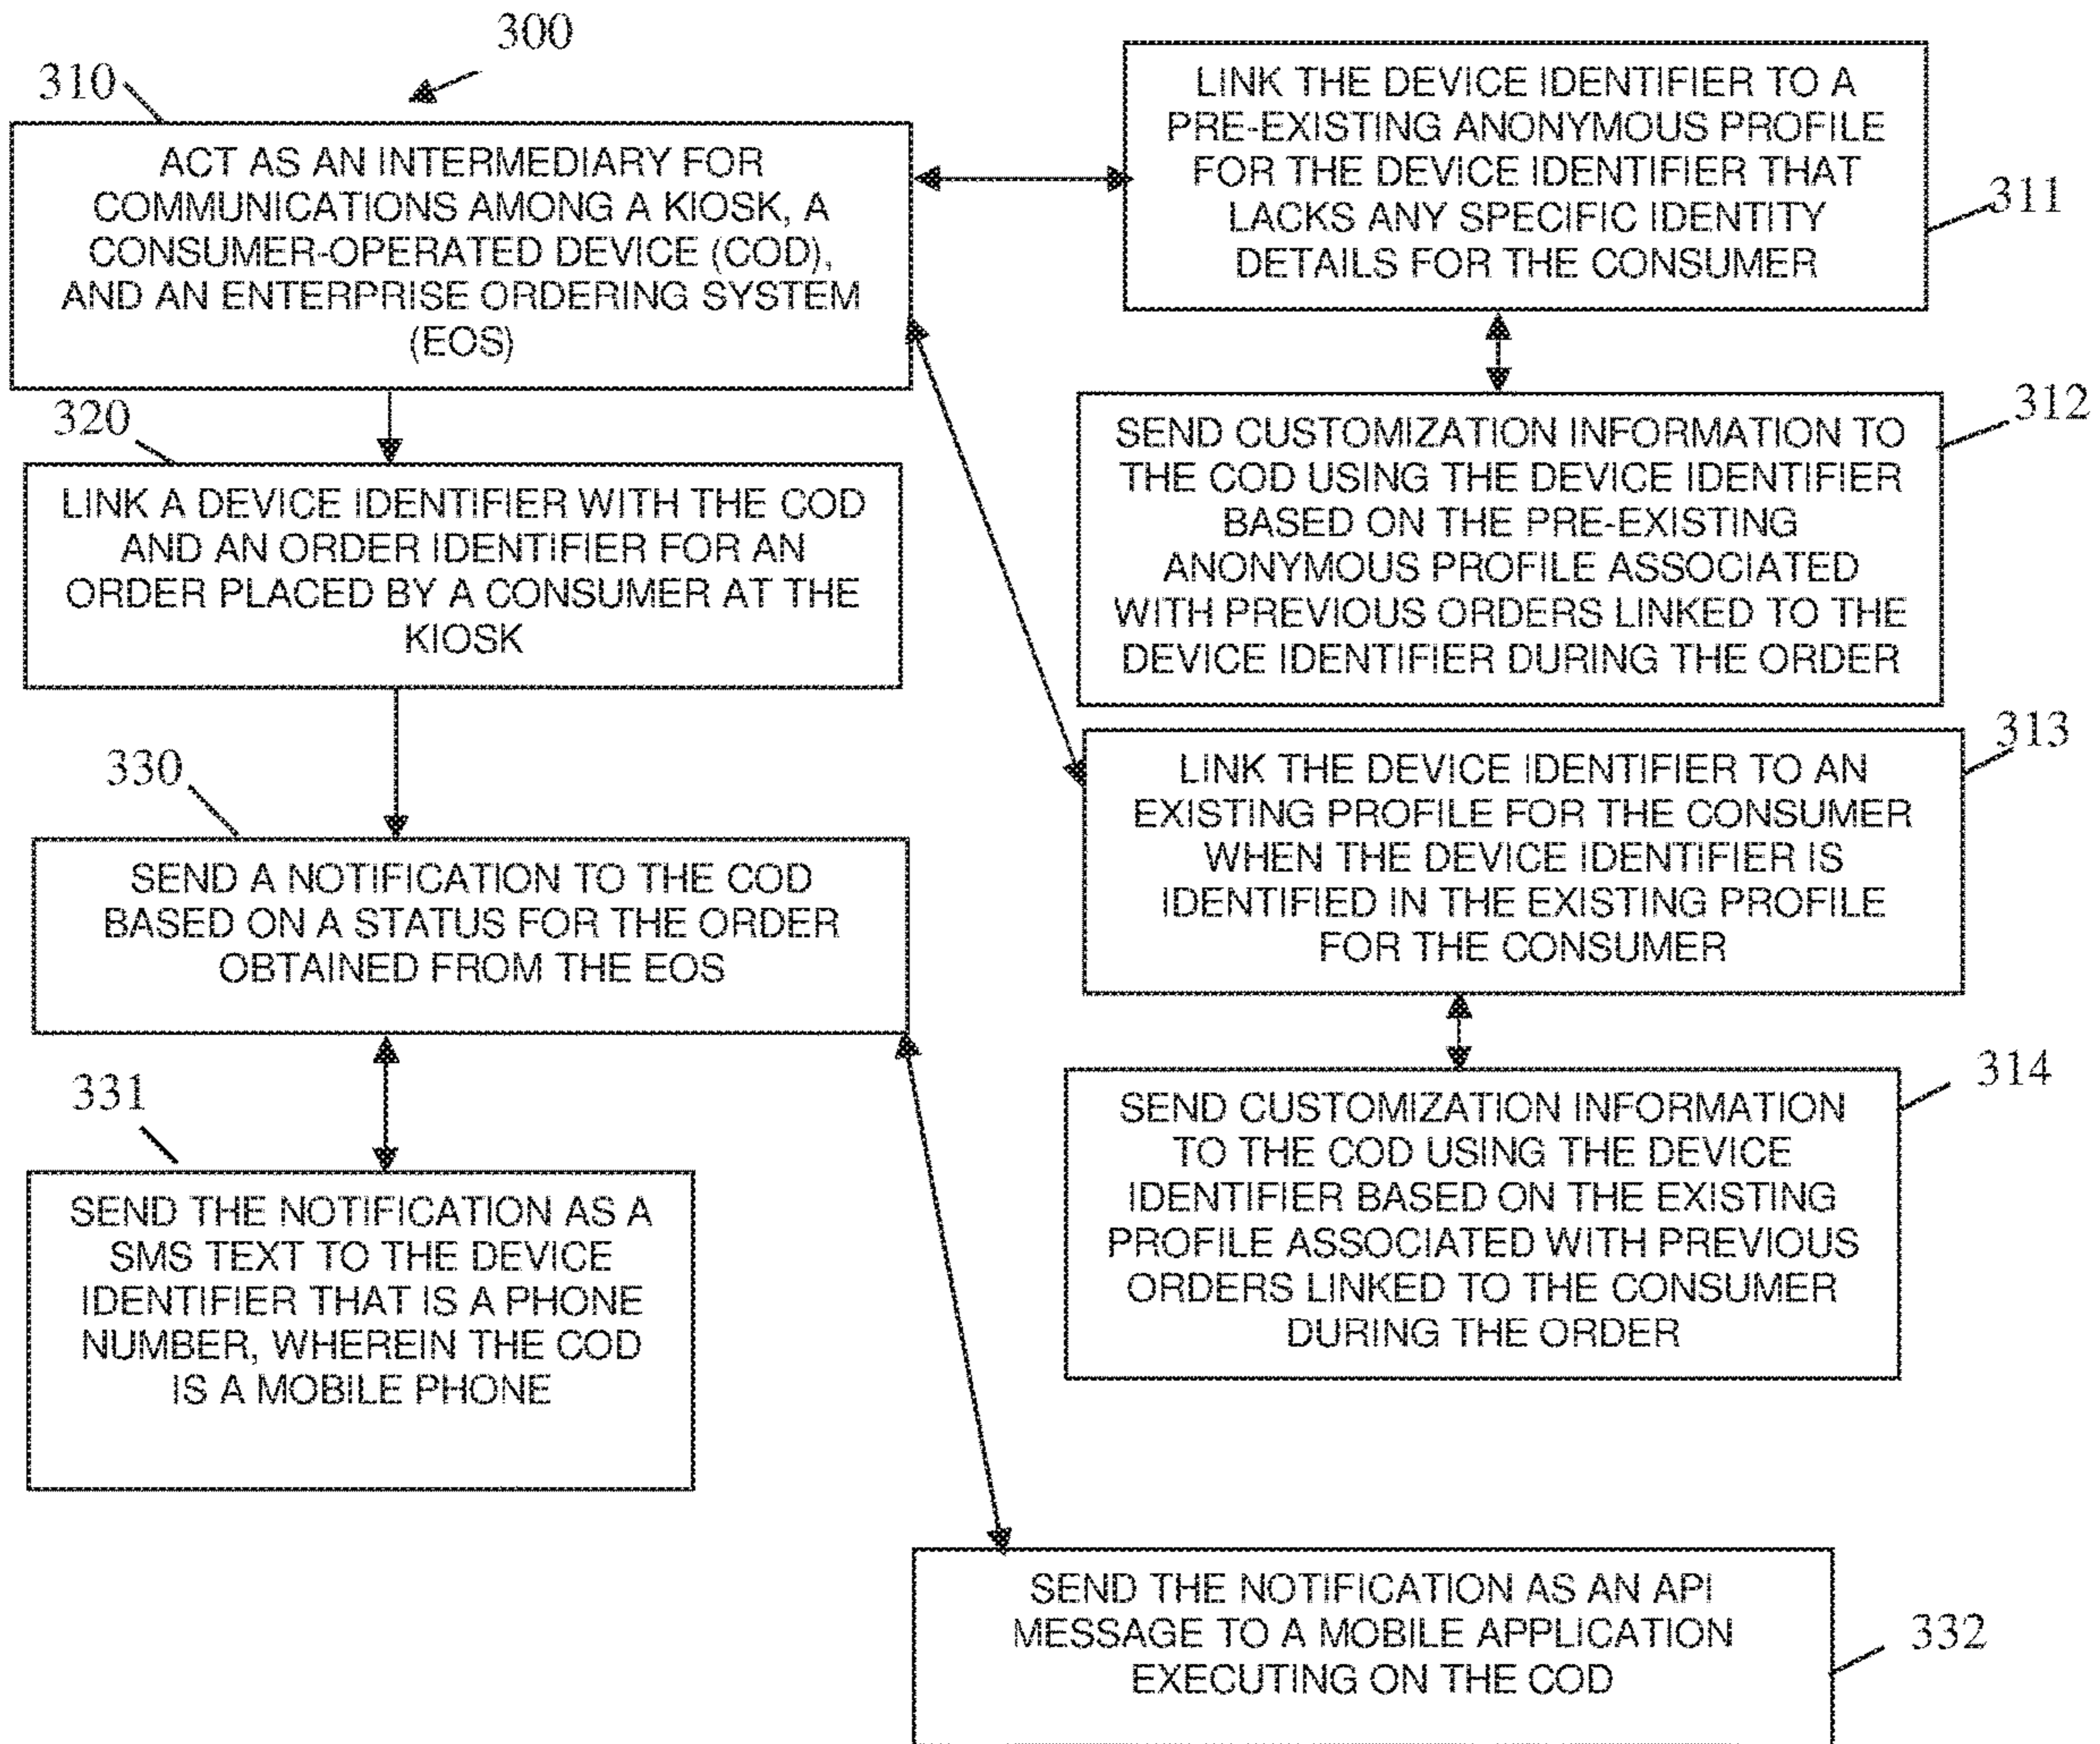 300
310
ACT AS AN INTERMEDIARY FOR
COMMUNICATIONS AMONG A KIOSK, A
CONSUMER-OPERATED DEVICE (COD),
AND AN ENTERPRISE ORDERING SYSTEM
(EOS)
LINK THE DEVICE IDENTIFIER TO A
PRE-EXISTING ANONYMOUS PROFILE
FOR THE DEVICE IDENTIFIER THAT
LACKS ANY SPECIFIC IDENTITY
DETAILS FOR THE CONSUMER
311
320
LINK A DEVICE IDENTIFIER WITH THE COD
AND AN ORDER IDENTIFIER FOR AN
ORDER PLACED BY A CONSUMER AT THE
KIOSK
312
SEND CUSTOMIZATION INFORMATION TO
THE COD USING THE DEVICE IDENTIFIER
BASED ON THE PRE-EXISTING
ANONYMOUS PROFILE ASSOCIATED
WITH PREVIOUS ORDERS LINKED TO THE
DEVICE IDENTIFIER DURING THE ORDER
330
SEND A NOTIFICATION TO THE COD
BASED ON A STATUS FOR THE ORDER
OBTAINED FROM THE EOS
313
LINK THE DEVICE IDENTIFIER TO AN
EXISTING PROFILE FOR THE CONSUMER
WHEN THE DEVICE IDENTIFIER IS
IDENTIFIED IN THE EXISTING PROFILE
FOR THE CONSUMER
331
SEND THE NOTIFICATION AS A
SMS TEXT TO THE DEVICE
IDENTIFIER THAT IS A PHONE
NUMBER, WHEREIN THE COD
IS A MOBILE PHONE
314
SEND CUSTOMIZATION INFORMATION
TO THE COD USING THE DEVICE
IDENTIFIER BASED ON THE EXISTING
PROFILE ASSOCIATED WITH PREVIOUS
ORDERS LINKED TO THE CONSUMER
DURING THE ORDER
SEND THE NOTIFICATION AS AN API
MESSAGE TO A MOBILE APPLICATION
EXECUTING ON THE COD
332